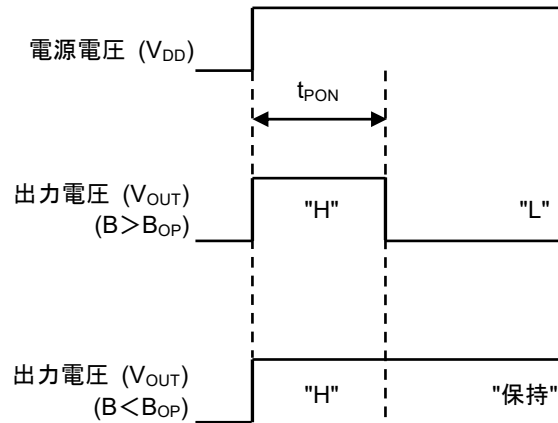 電源電圧 (VDD)
tPON
出力電圧 (VOUT)
(B＞BOP)
"H"
"L"
出力電圧 (VOUT)
(B＜BOP)
"H"
"保持"